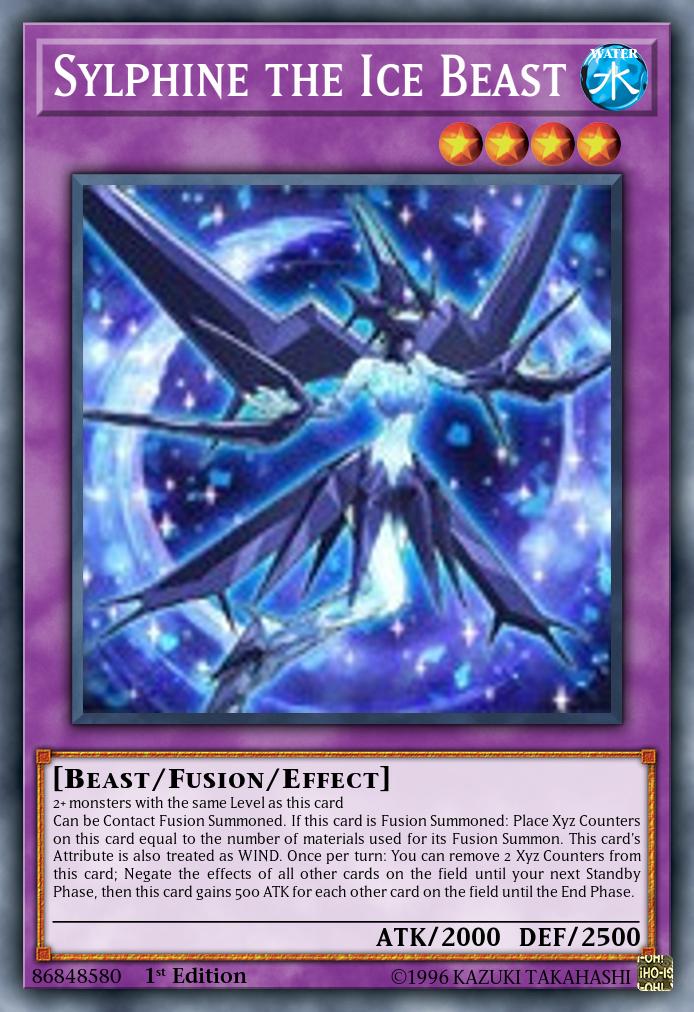 Sylphine the Ice Beast
WATER
水
[Beast/Fusion/Effect]
2+ monsters with the same Level as this card
Can be Contact Fusion Summoned. If this card is Fusion Summoned: Place Xyz Counters
on this card equal to the number of materials used for its Fusion Summon. This card's
Attribute is also treated as WIND. Once per turn: You can remove 2 Xyz Counters from
this card; Negate the effects of all other cards on the field until your next Standby
Phase, then this card gains 500 ATK for each other card on the field until the End Phase.
ATK/2000 DEF/2500
86848580 1st Edition ©1996 KAZUKI TAKAHASHI